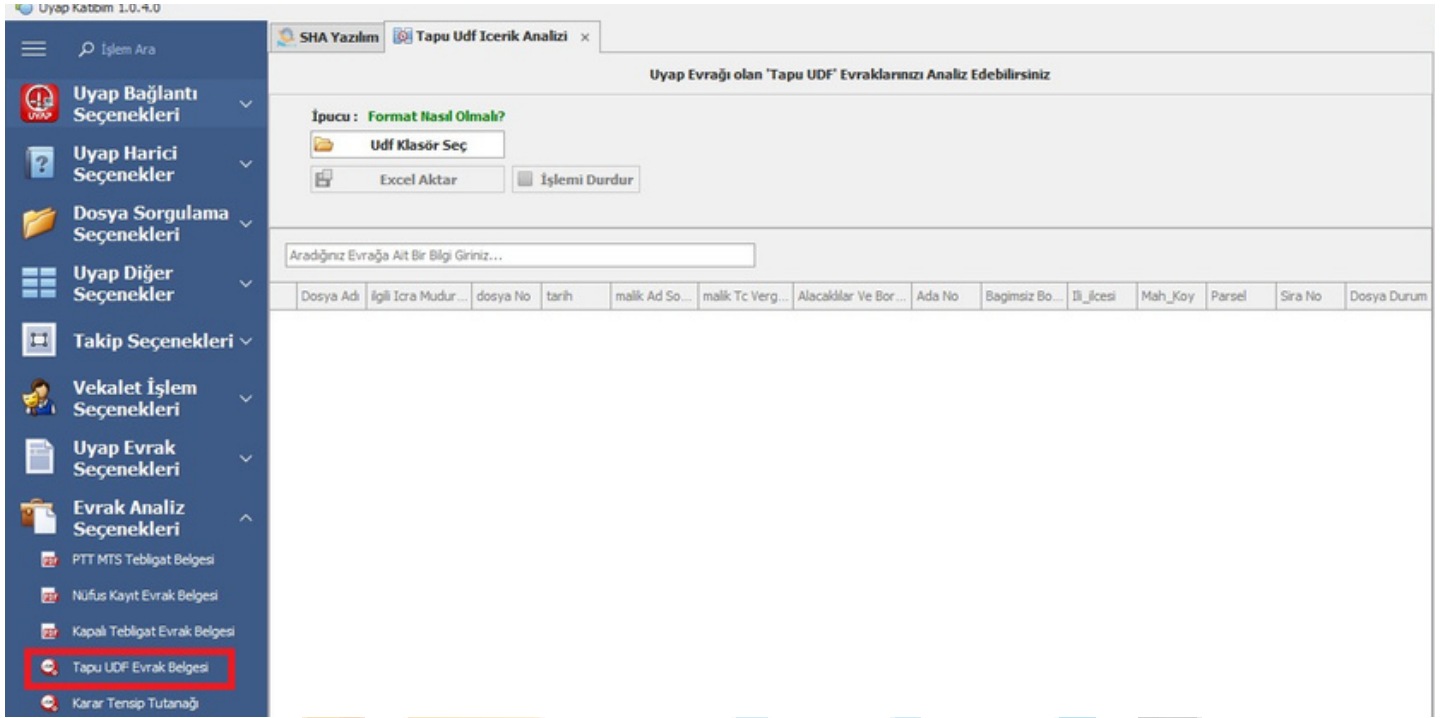 Uyap Katibim 1.0.4.0
İşlem Ara
SHA Yazılım
Tapu Udf Icerik Analizi
Uyap Evrağı olan 'Tapu UDF' Evraklarınızı Analiz Edebilirsiniz
Uyap Bağlantı
Seçenekleri
UYAP
İpucu : Format Nasıl Olmalı?
Udf Klasör Seç
Excel Aktar
İşlemi Durdur
Uyap Harici
Seçenekler
Dosya Sorgulama
Seçenekleri
Aradığınız Evrağa Ait Bir Bilgi Giriniz...
Uyap Diğer
Seçenekler
Dosya Adı ilgili Icra Mudur... dosya No tarih malik Ad So... malik Tc Verg... Alacaklılar Ve Bor... Ada No Bagimsiz Bo... Ili_ilcesi Mah_Koy Parsel Sira No Dosya Durum
Takip Seçenekleri
Vekalet İşlem
Seçenekleri
Uyap Evrak
Seçenekleri
Evrak Analiz
Seçenekleri
PTT MTS Tebligat Belgesi
Nüfus Kayıt Evrak Belgesi
Kapalı Tebligat Evrak Belgesi
Tapu UDF Evrak Belgesi
Karar Tensip Tutanağı